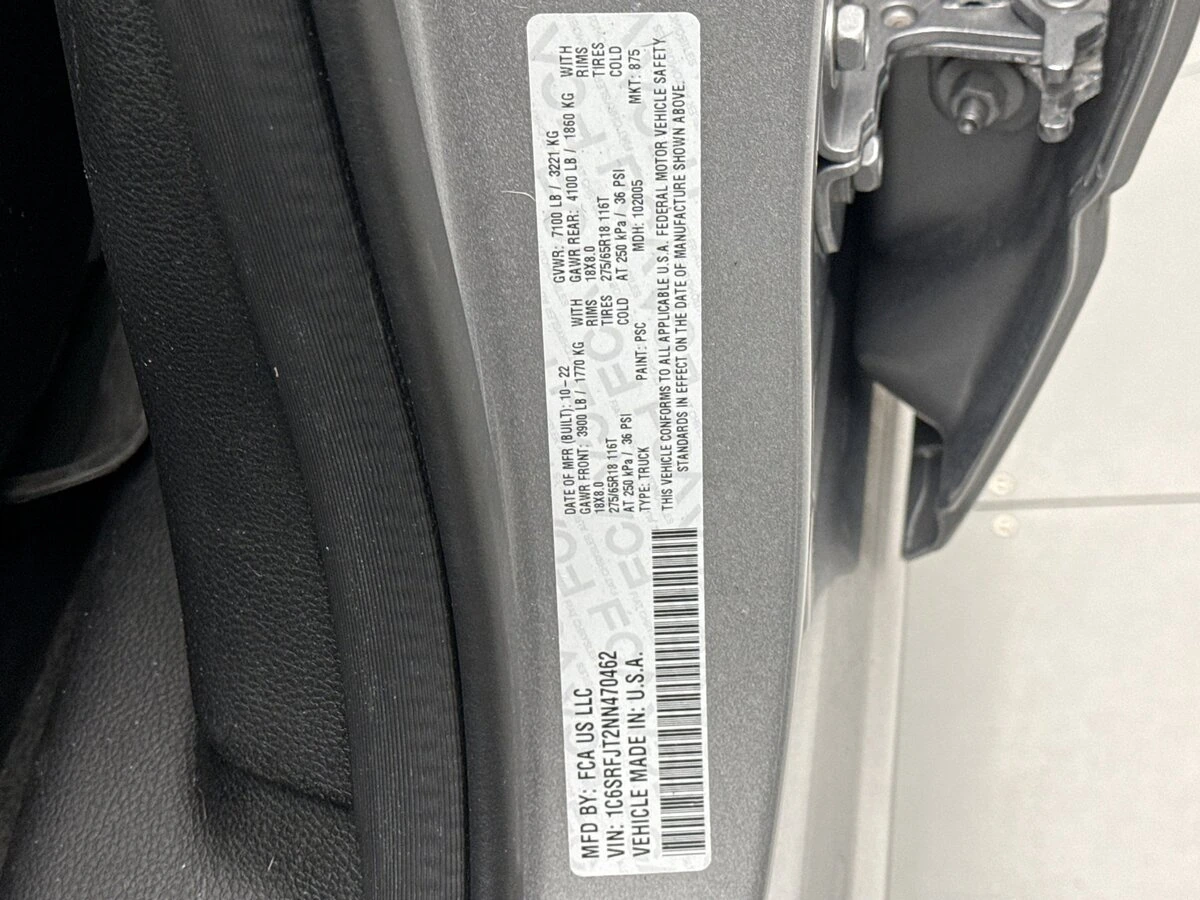 MFD BY: FCA US LLC
VIN: 1C6SRFJT2NN470462
VEHICLE MADE IN: U.S.A.
DATE OF MFR (BUILT): 10-22 GVWR: 7100 LB / 3221 KG
GAWR FRONT: 3900 LB / 1770 KG WITH GAWR REAR: 4100 LB / 1860 KG WITH
18X8.0 RIMS 18X8.0 RIMS
275/65R18 116T TIRES 275/65R18 116T TIRES
AT 250 kPa / 36 PSI COLD AT 250 kPa / 36 PSI COLD
TYPE: TRUCK PAINT: PSC MDH: 102005 MKT: 875
THIS VEHICLE CONFORMS TO ALL APPLICABLE U.S.A. FEDERAL MOTOR VEHICLE SAFETY
STANDARDS IN EFFECT ON THE DATE OF MANUFACTURE SHOWN ABOVE.